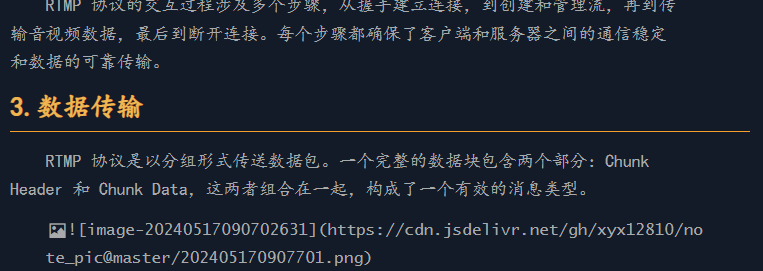 RTMP 协议的交互过程涉及多个步骤，从握手建立连接，到创建和管理流，再到传
输音视频数据，最后到断开连接。每个步骤都确保了客户端和服务器之间的通信稳定
和数据的可靠传输。
3. 数据传输
RTMP 协议是以分组形式传送数据包。一个完整的数据块包含两个部分：Chunk
Header 和 Chunk Data，这两者组合在一起，构成了一个有效的消息类型。
![image-20240517090702631](https://cdn.jsdelivr.net/gh/xyx12810/no
te_pic@master/202405170907701.png)